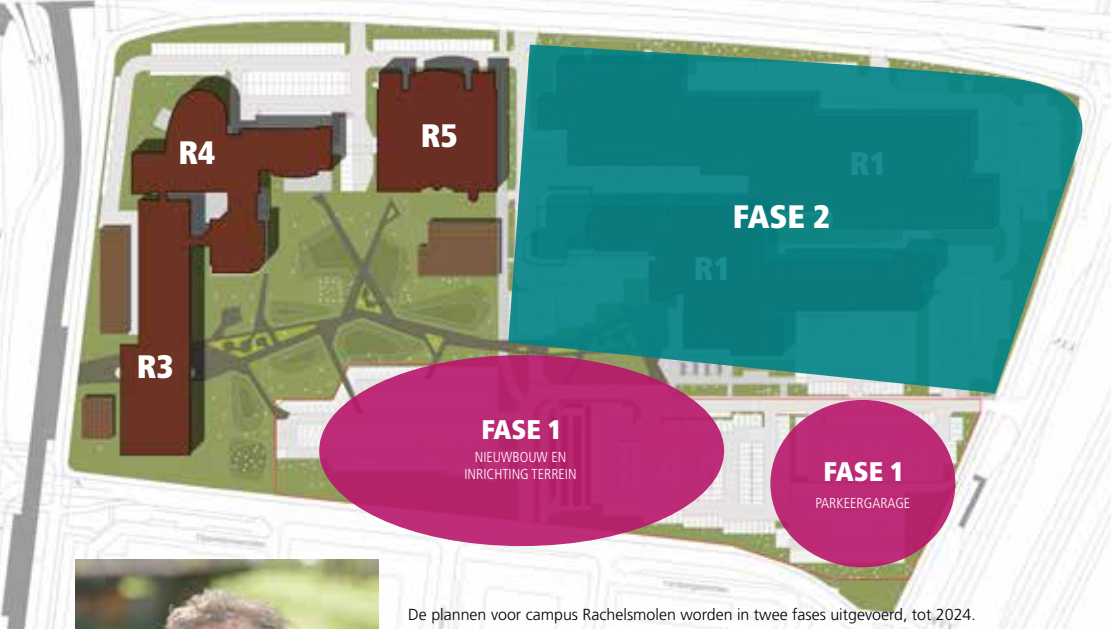 R4
R5
R1
FASE 2
R1
R3
FASE 1
NIEUWBOUW EN
INRICHTING TERREIN
FASE 1
PARKEERGARAGE
De plannen voor campus Rachelsmolen worden in twee fases uitgevoerd, tot 2024.